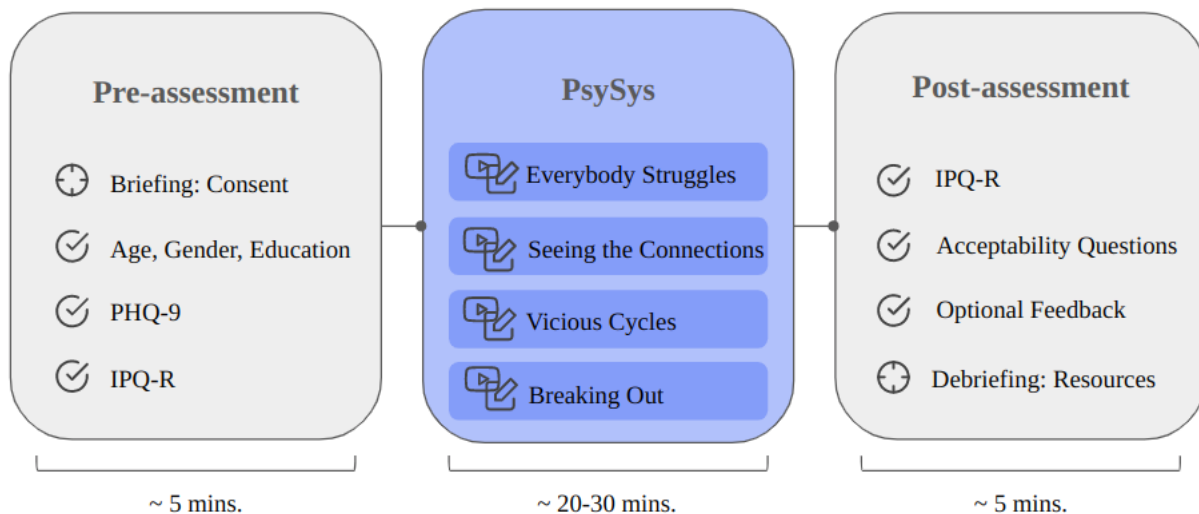 Pre-assessment
Briefing: Consent
Age, Gender, Education
PHQ-9
IPQ-R
~ 5 mins.
PsySys
Everybody Struggles
Seeing the Connections
Vicious Cycles
Breaking Out
~ 20-30 mins.
Post-assessment
IPQ-R
Acceptability Questions
Optional Feedback
Debriefing: Resources
~ 5 mins.